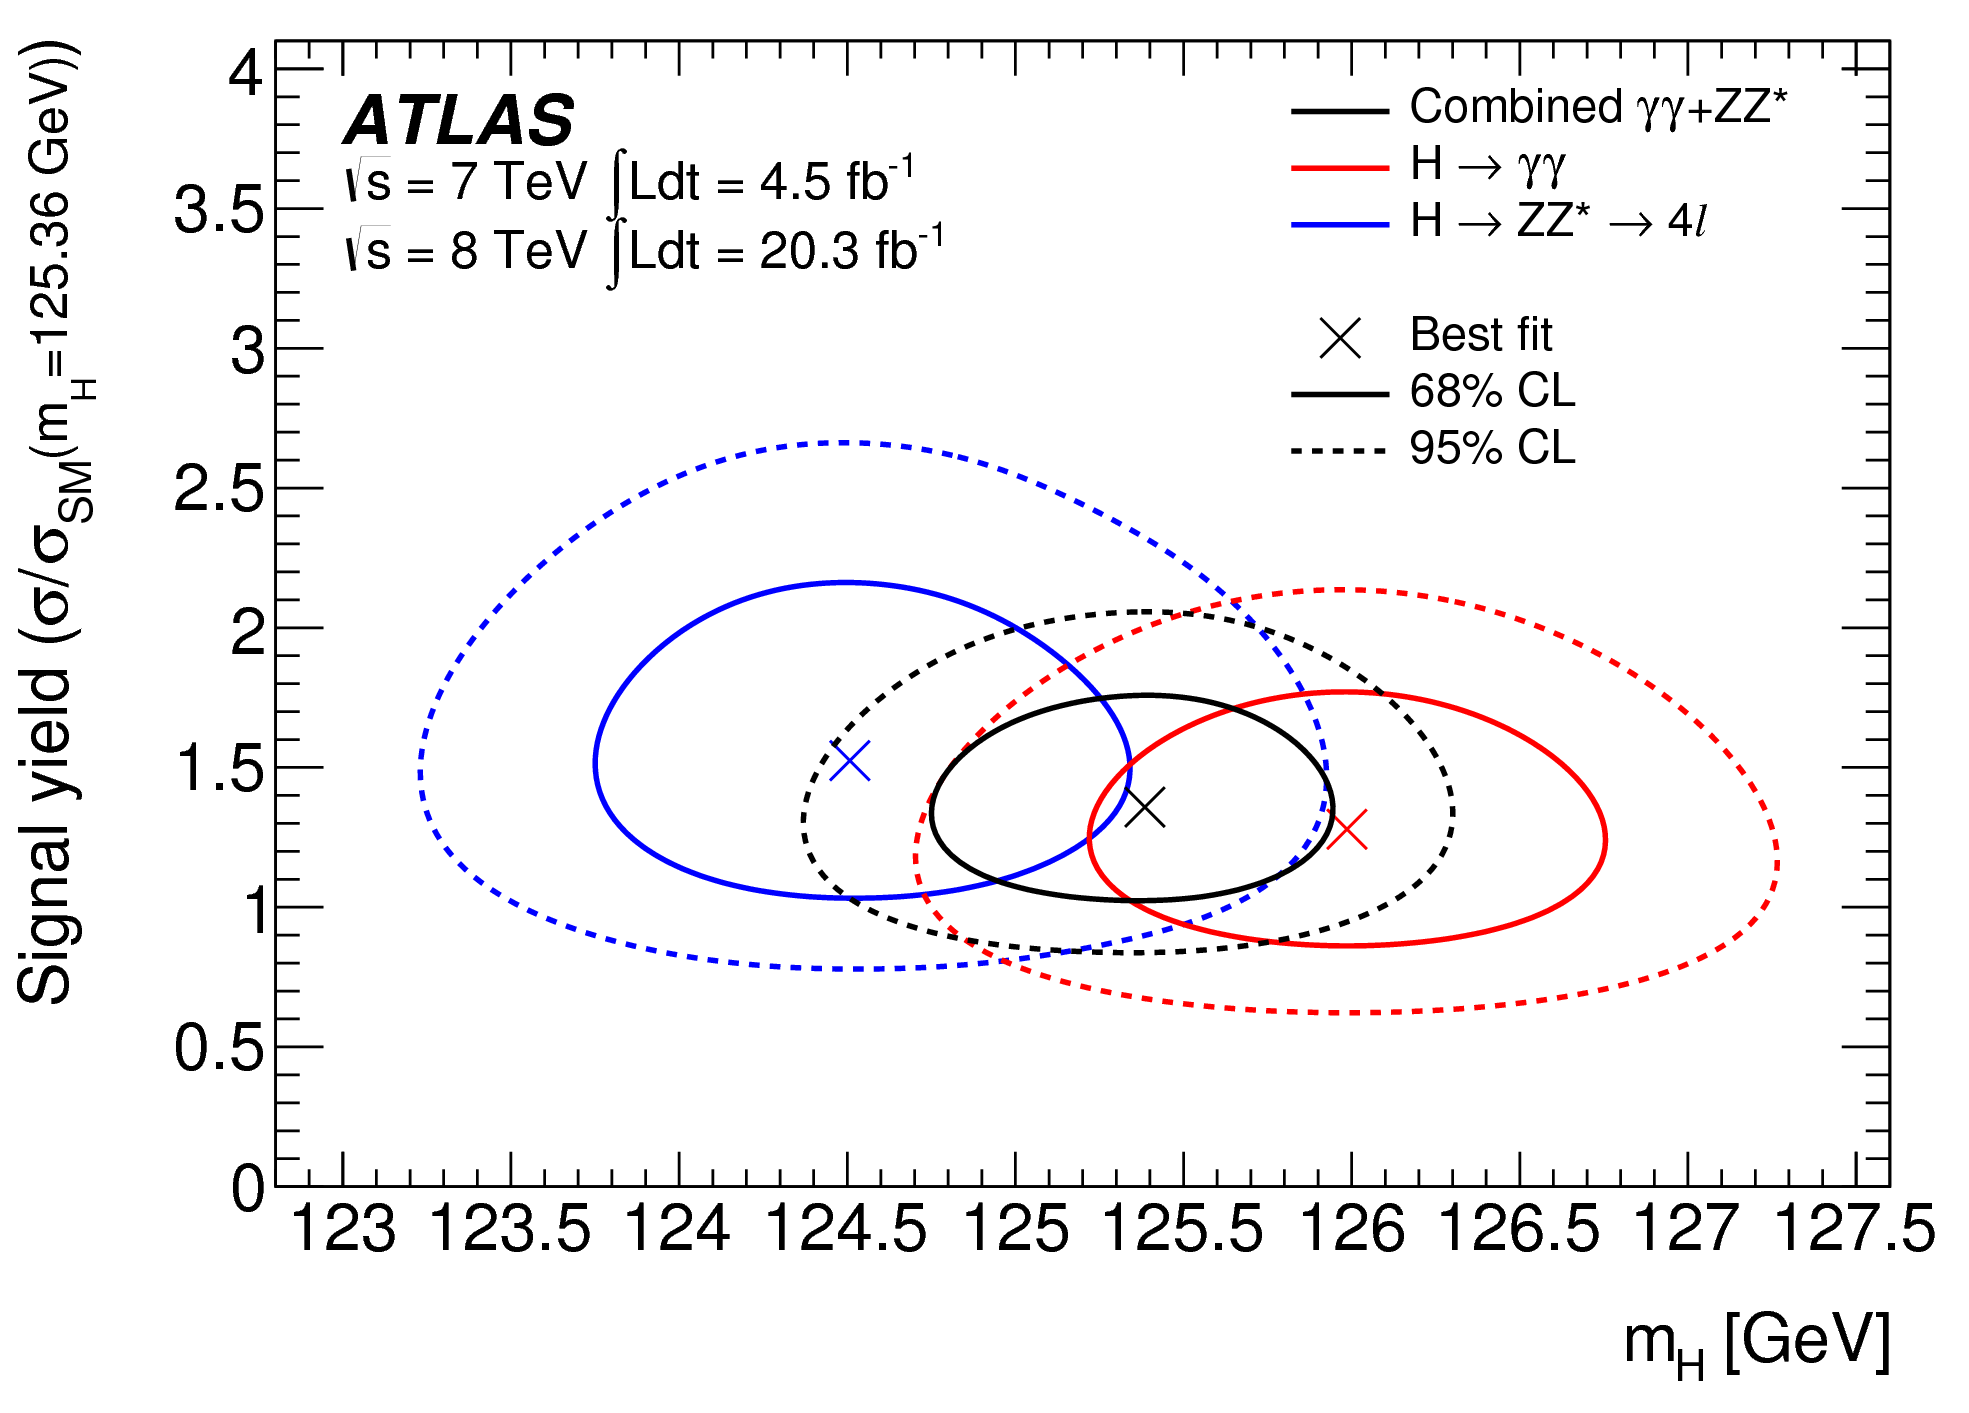 ATLAS
√s = 7 TeV ∫Ldt = 4.5 fb⁻¹
√s = 8 TeV ∫Ldt = 20.3 fb⁻¹
Combined γγ+ZZ*
H → γγ
H → ZZ* → 4l
Best fit
68% CL
95% CL
Signal yield (σ/σ_SM(m_H=125.36 GeV))
4
3.5
3
2.5
2
1.5
1
0.5
0
123 123.5 124 124.5 125 125.5 126 126.5 127 127.5
m_H [GeV]